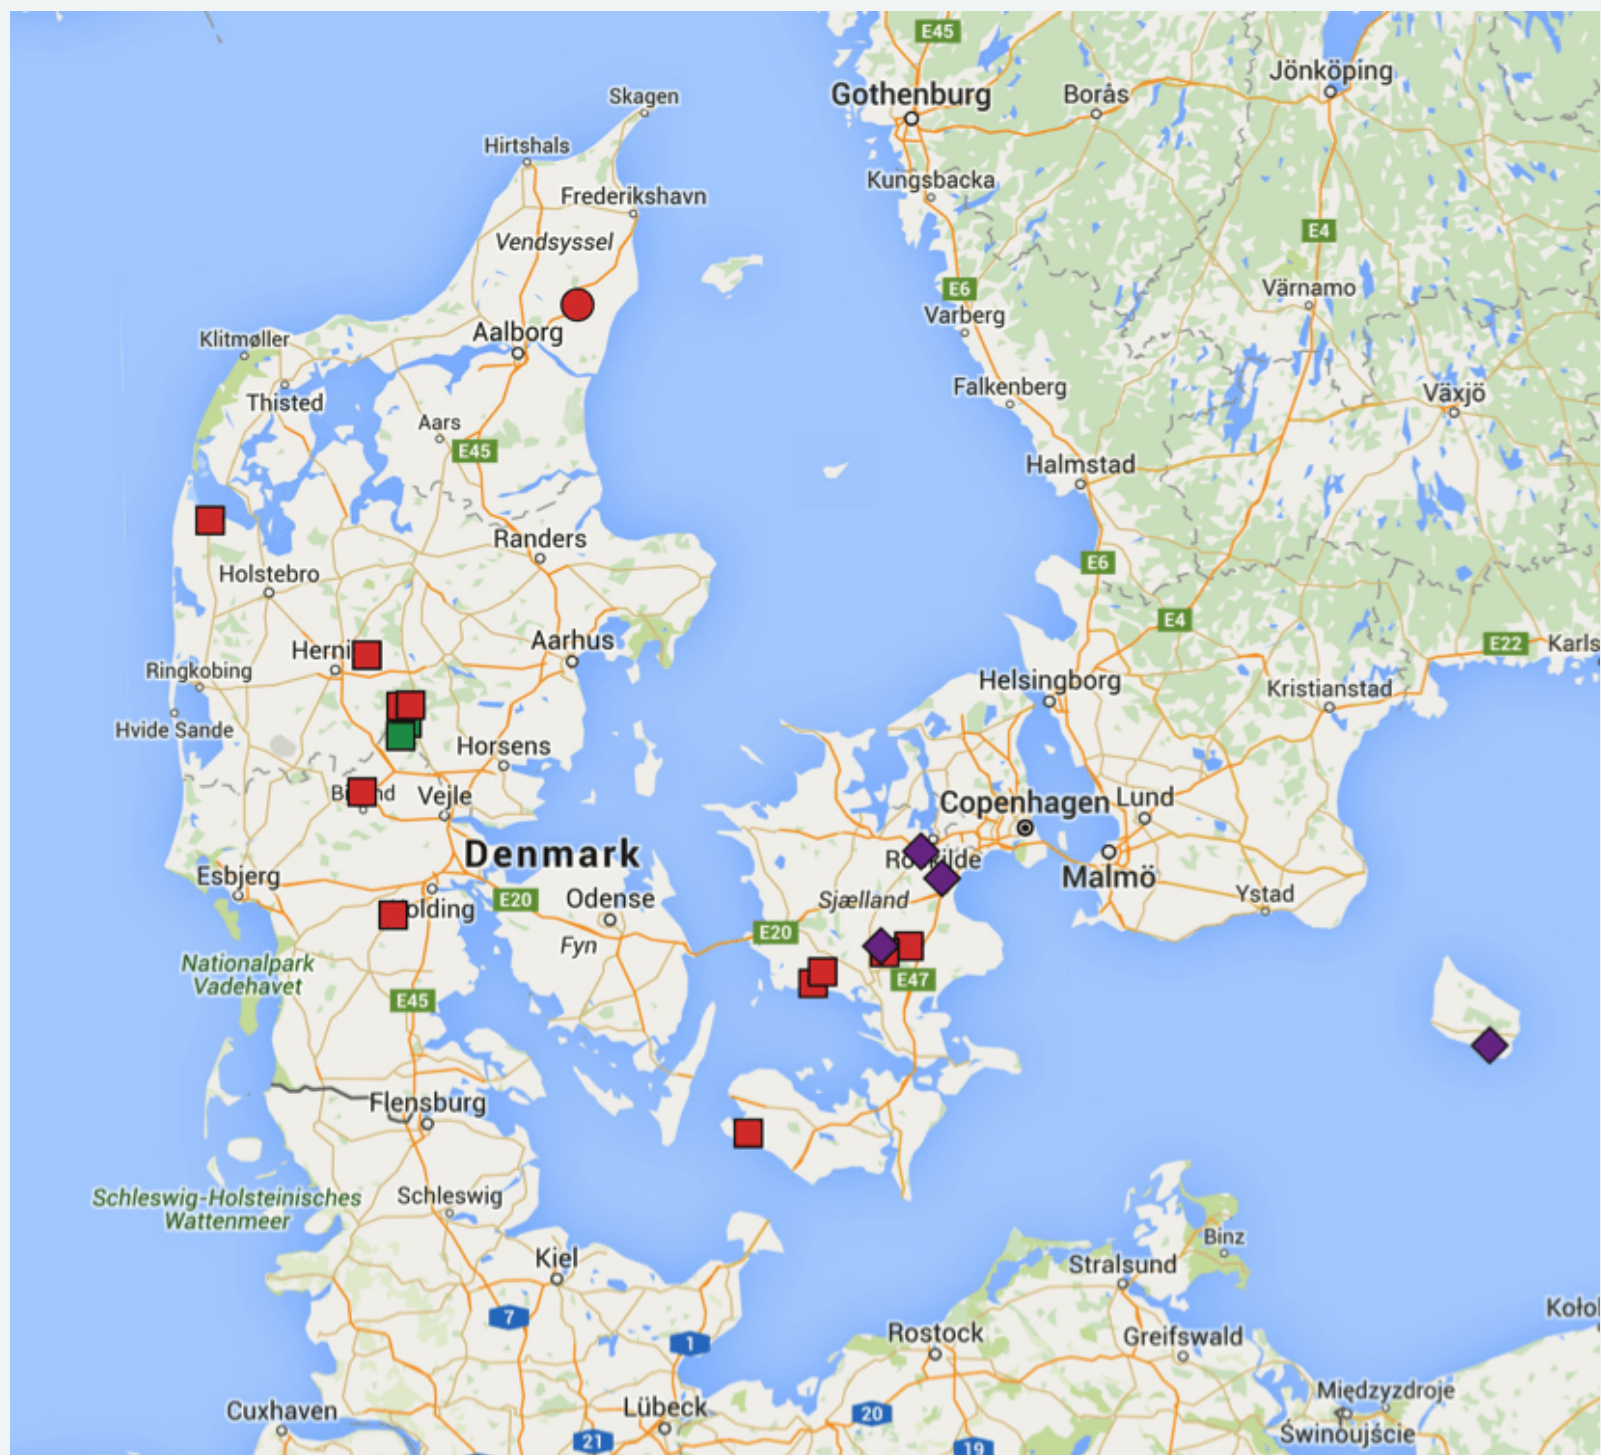 E45
Jönköping
Skagen
Gothenburg
Borås
Hirtshals
Kungsbacka
Frederikshavn
Vendsyssel
E4
E6
Värnamo
Varberg
Aalborg
Klitmøller
Falkenberg
Växjö
Thisted
Aars
E45
Halmstad
Randers
E6
Holstebro
E4
Aarhus
E22
Karls
Herni
Ringkobing
Helsingborg
Kristianstad
Hvide Sande
Horsens
Vejle
Copenhagen
Lund
Denmark
Esbjerg
Malmö
E20
Odense
Sjælland
Ystad
olding
E20
Fyn
Nationalpark
Vadehavet
E47
E45
Flensburg
Schleswig-Holsteinisches
Wattenmeer
Schleswig
Binz
Kiel
Stralsund
7
Kołol
1
Rostock
Greifswald
Międzyzdroje
Cuxhaven
Lübeck
20
Świnoujście
21
19